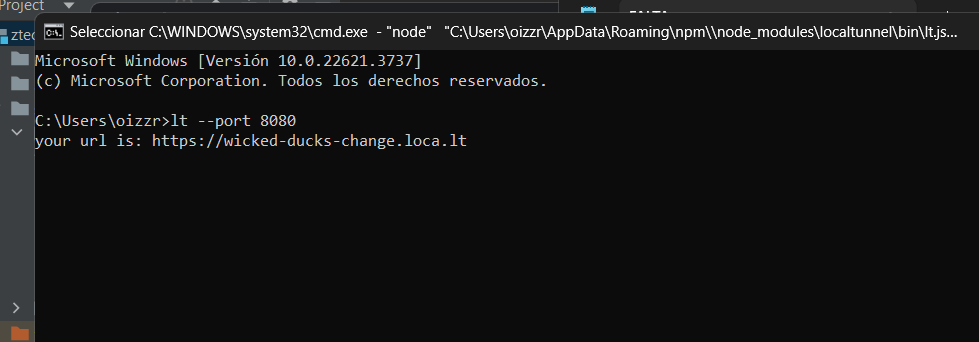 Project
ztec
Seleccionar C:\WINDOWS\system32\cmd.exe - "node" "C:\Users\oizzr\AppData\Roaming\npm\\node_modules\localtunnel\bin\lt.js...
Microsoft Windows [Versión 10.0.22621.3737]
(c) Microsoft Corporation. Todos los derechos reservados.
C:\Users\oizzr>lt --port 8080
your url is: https://wicked-ducks-change.loca.lt